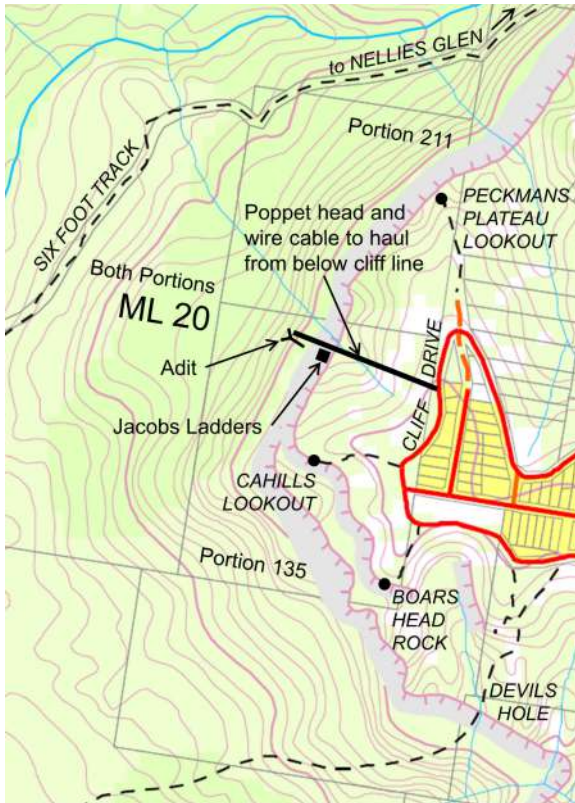 to NELLIES GLEN
Portion 211
SIX FOOT TRACK
PECKMANS
PLATEAU
LOOKOUT
Poppet head and
wire cable to haul
from below cliff line
Both Portions
ML 20
Adit
CLIFF DRIVE
Jacobs Ladders
CAHILLS
LOOKOUT
Portion 135
BOARS
HEAD
ROCK
DEVILS
HOLE